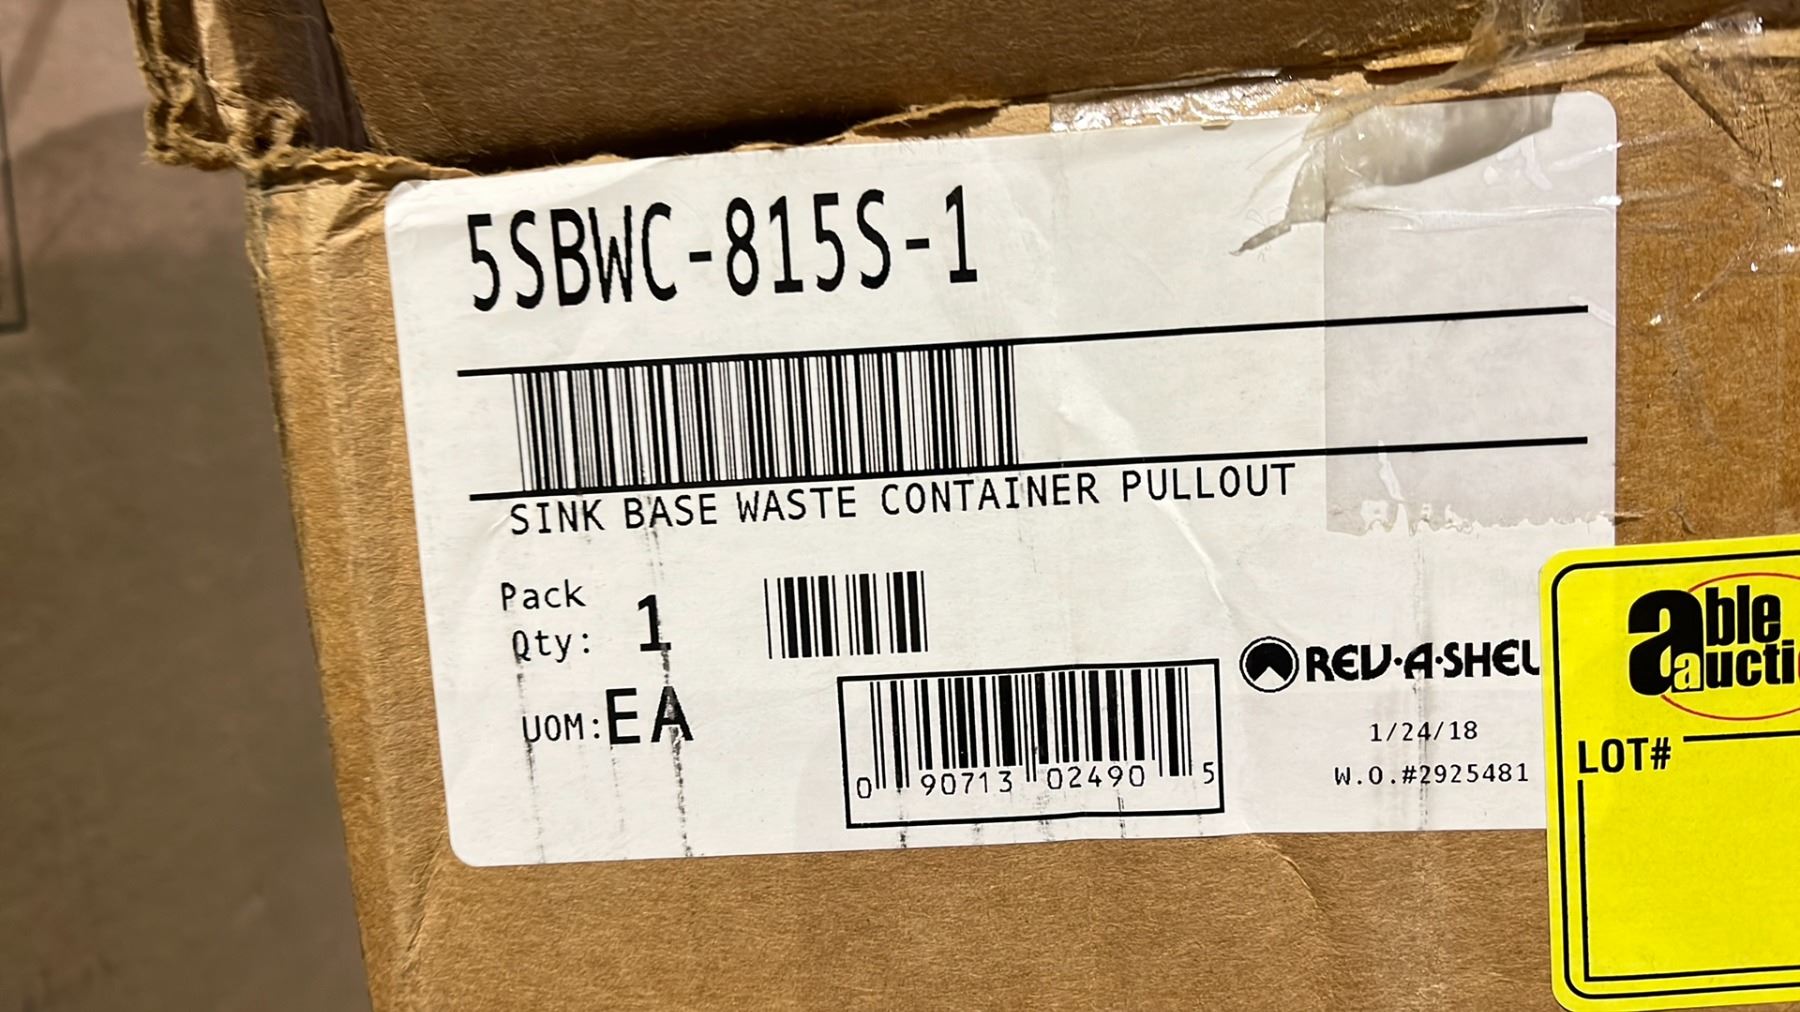 5SBWC-815S-1
SINK BASE WASTE CONTAINER PULLOUT
Pack
Qty: 1
UOM: EA
0 90713 02490 5
REV·A·SHEL
1/24/18
W.O.#2925481
able
aucti
LOT#